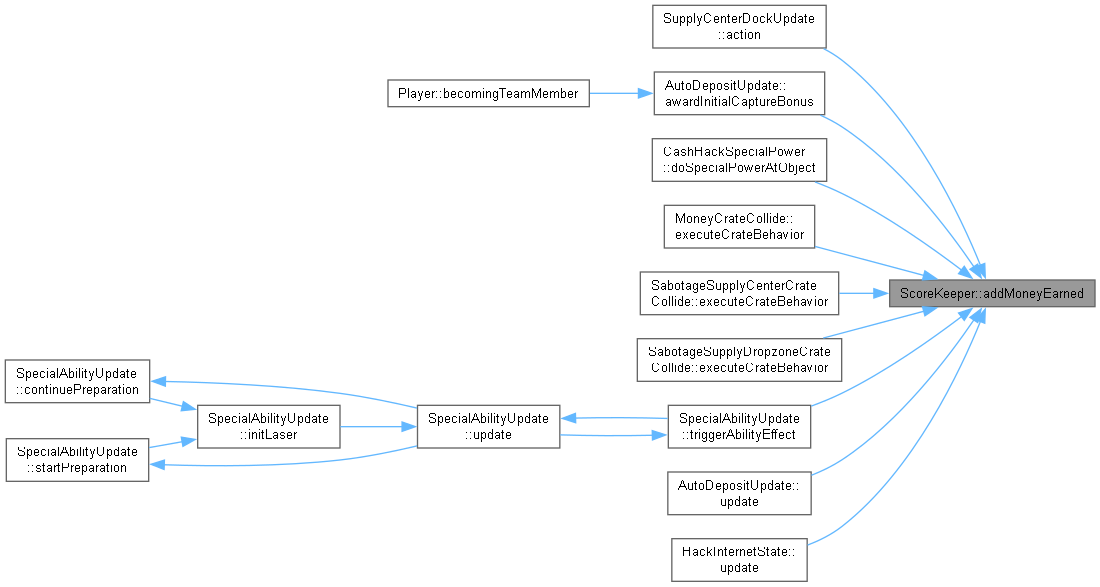 SupplyCenterDockUpdate
::action
Player::becomingTeamMember
AutoDepositUpdate::
awardInitialCaptureBonus
CashHackSpecialPower
::doSpecialPowerAtObject
MoneyCrateCollide::
executeCrateBehavior
SabotageSupplyCenterCrate
Collide::executeCrateBehavior
ScoreKeeper::addMoneyEarned
SabotageSupplyDropzoneCrate
Collide::executeCrateBehavior
SpecialAbilityUpdate
::continuePreparation
SpecialAbilityUpdate
::initLaser
SpecialAbilityUpdate
::update
SpecialAbilityUpdate
::triggerAbilityEffect
SpecialAbilityUpdate
::startPreparation
AutoDepositUpdate::
update
HackInternetState::
update